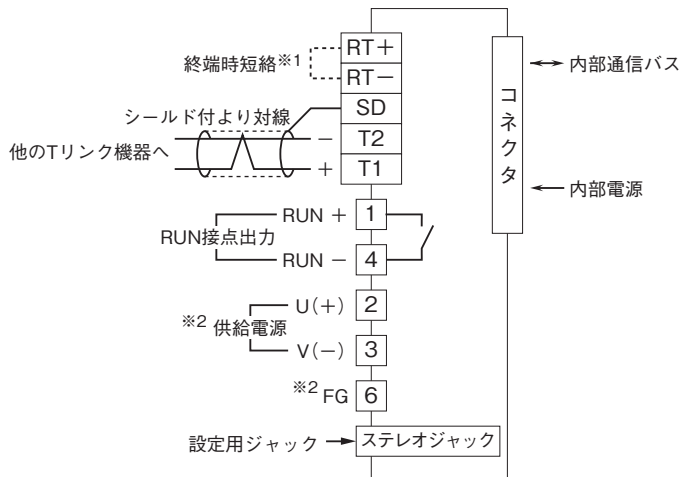 終端時短絡※1
RT＋
RT－
SD
T2
T1
シールド付より対線
他のTリンク機器へ
－
＋
RUN接点出力
RUN ＋ 1
RUN － 4
※2 供給電源
U(＋) 2
V(－) 3
※2 FG 6
設定用ジャック
ステレオジャック
コネクタ
内部通信バス
内部電源